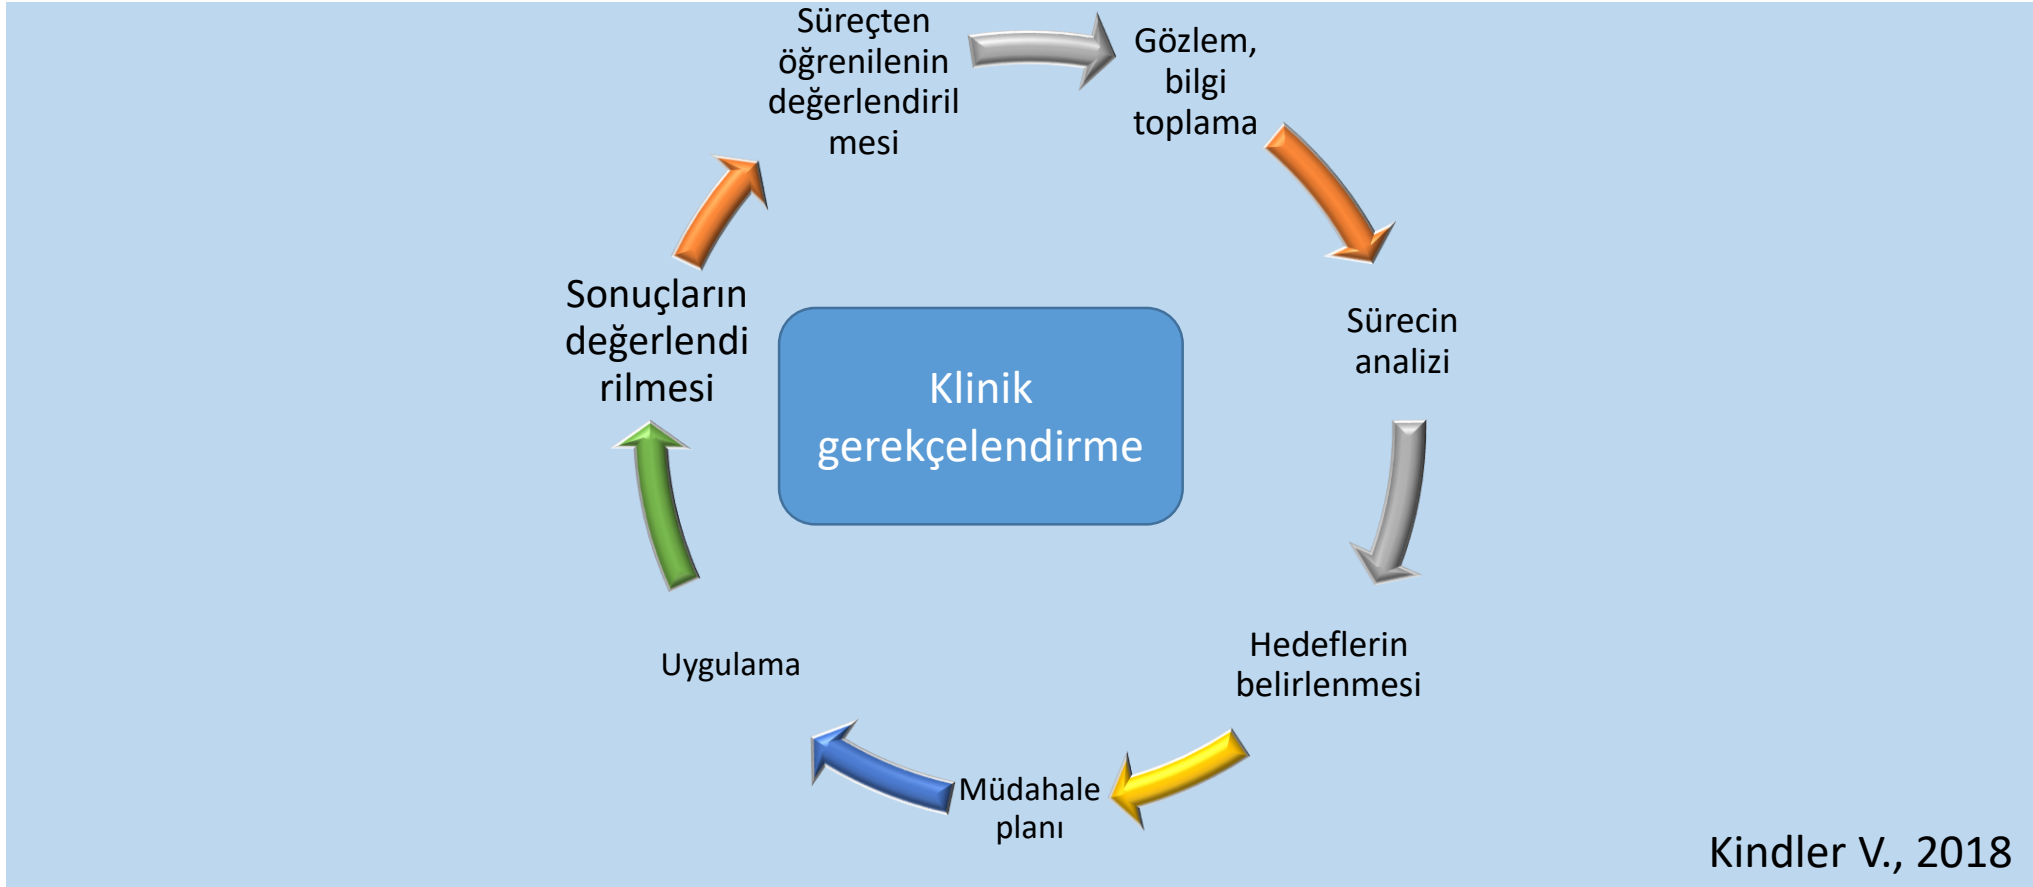 Süreçten
öğrenilenin
değerlendiril
mesi
Gözlem,
bilgi
toplama
Sürecin
analizi
Hedeflerin
belirlenmesi
Müdahale
planı
Uygulama
Sonuçların
değerlendi
rilmesi
Klinik
gerekçelendirme
Kindler V., 2018